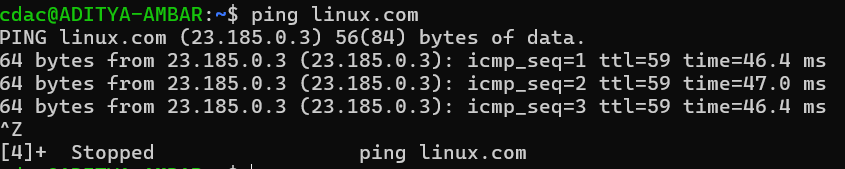 cdac@ADITYA-AMBAR:~$ ping linux.com
PING linux.com (23.185.0.3) 56(84) bytes of data.
64 bytes from 23.185.0.3 (23.185.0.3): icmp_seq=1 ttl=59 time=46.4 ms
64 bytes from 23.185.0.3 (23.185.0.3): icmp_seq=2 ttl=59 time=47.0 ms
64 bytes from 23.185.0.3 (23.185.0.3): icmp_seq=3 ttl=59 time=46.4 ms
^Z
[4]+  Stopped                 ping linux.com
cdac@ADITYA-AMBAR:~$